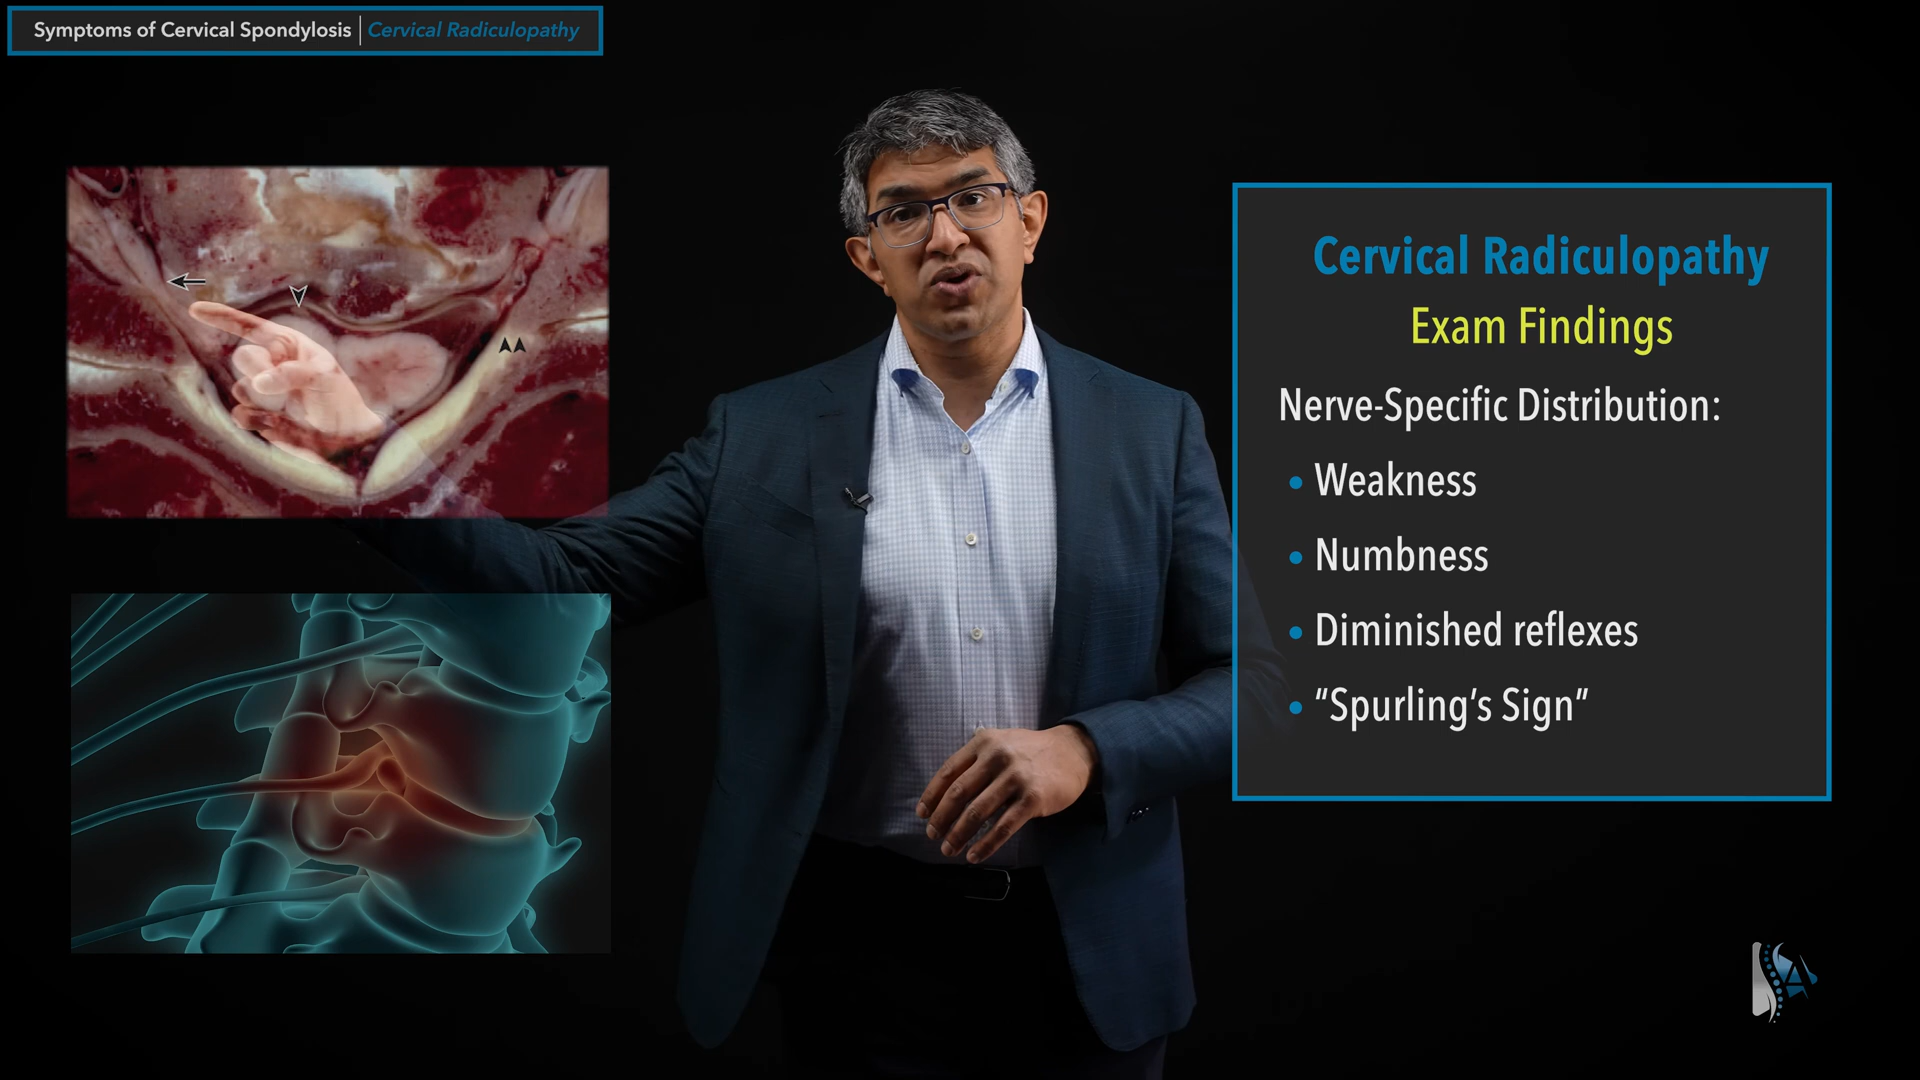 Symptoms of Cervical Spondylosis | Cervical Radiculopathy
Cervical Radiculopathy
Exam Findings
Nerve-Specific Distribution:
• Weakness
• Numbness
• Diminished reflexes
• “Spurling’s Sign”